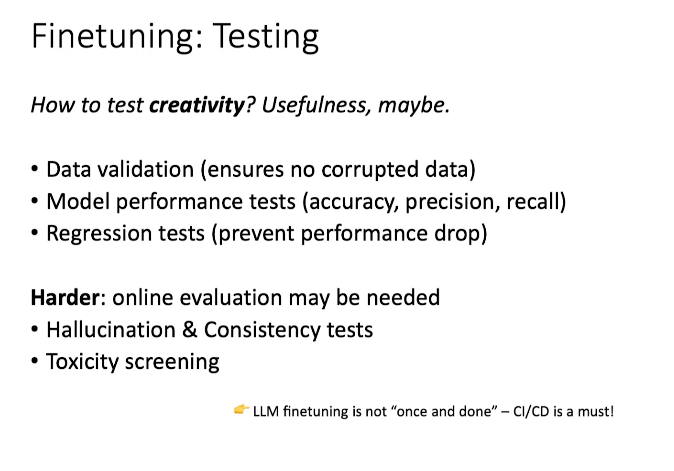 Finetuning: Testing
How to test creativity? Usefulness, maybe.
• Data validation (ensures no corrupted data)
• Model performance tests (accuracy, precision, recall)
• Regression tests (prevent performance drop)
Harder: online evaluation may be needed
• Hallucination & Consistency tests
• Toxicity screening
👉 LLM finetuning is not “once and done” – CI/CD is a must!